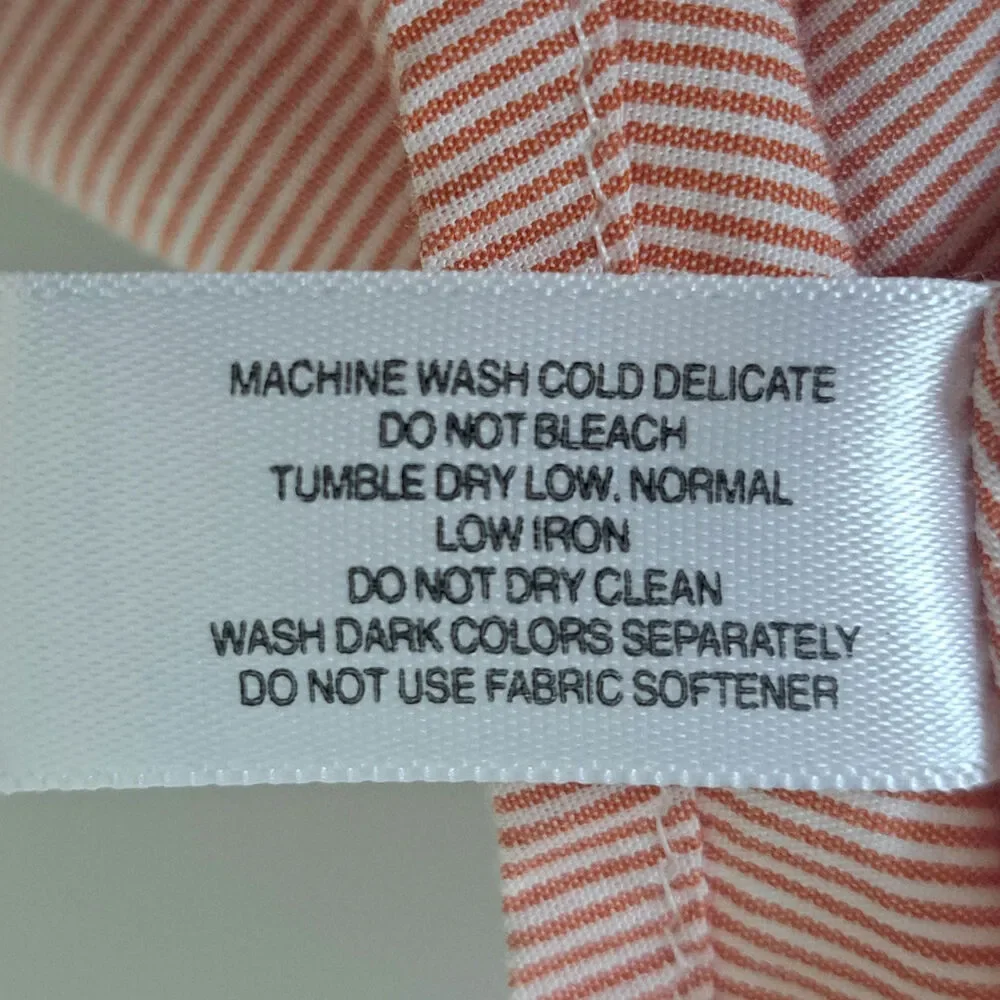 MACHINE WASH COLD DELICATE
DO NOT BLEACH
TUMBLE DRY LOW. NORMAL
LOW IRON
DO NOT DRY CLEAN
WASH DARK COLORS SEPARATELY
DO NOT USE FABRIC SOFTENER